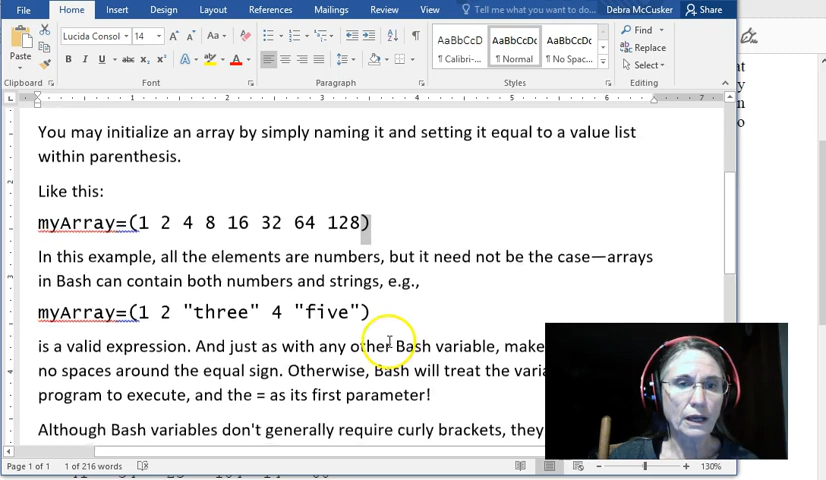 File Home Insert Design Layout References Mailings Review View Tell me what you want to do... Debra McCusker Share
Paste
Lucida Consol 14
AaBbCcD AaBbCcDc AaBbCcDc
¶ Calibri-... ¶ Normal ¶ No Spac...
Find
Replace
Select
Clipboard Font Paragraph Styles Editing
1 2 3 4 5 6 7
You may initialize an array by simply naming it and setting it equal to a value list
within parenthesis.
Like this:
myArray=(1 2 4 8 16 32 64 128)
In this example, all the elements are numbers, but it need not be the case—arrays
in Bash can contain both numbers and strings, e.g.,
myArray=(1 2 "three" 4 "five")
is a valid expression. And just as with any other Bash variable, make
no spaces around the equal sign. Otherwise, Bash will treat the varia
program to execute, and the = as its first parameter!
Although Bash variables don't generally require curly brackets, they
Page 1 of 1 1 of 216 words 130%